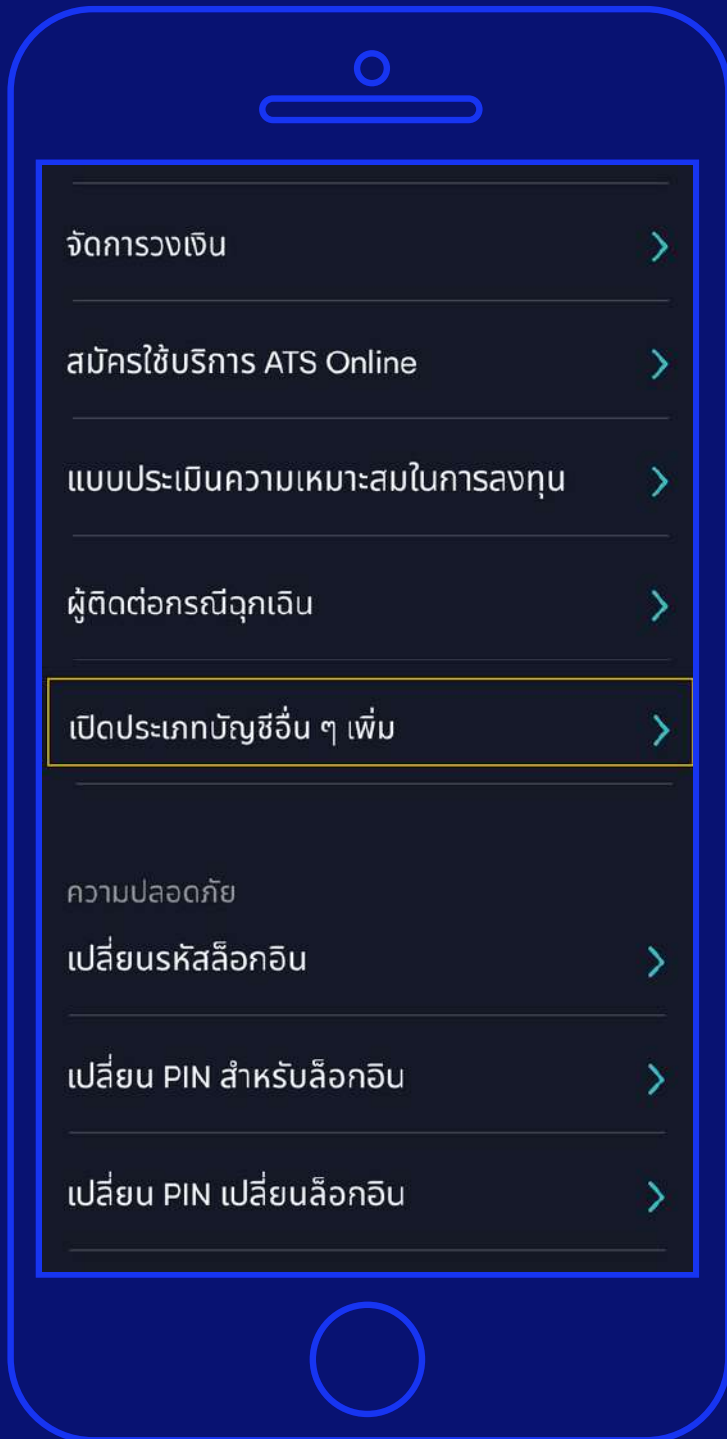 จัดการวงเงิน
สมัครใช้บริการ ATS Online
แบบประเมินความเหมาะสมในการลงทุน
ผู้ติดต่อกรณีฉุกเฉิน
เปิดประเภทบัญชีอื่น ๆ เพิ่ม
ความปลอดภัย
เปลี่ยนรหัสล็อกอิน
เปลี่ยน PIN สำหรับล็อกอิน
เปลี่ยน PIN เปลี่ยนล็อกอิน